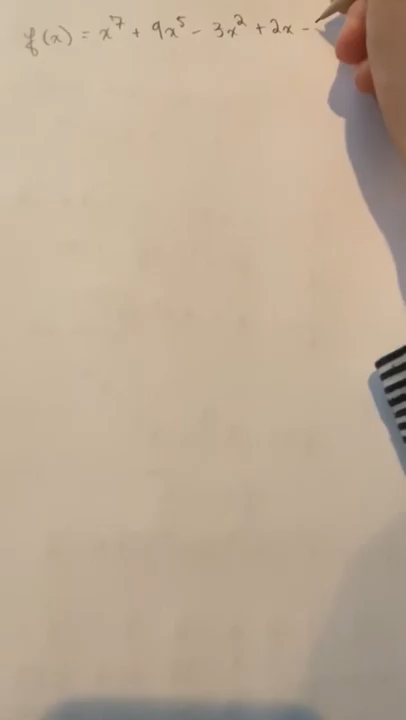 f(x) = x⁷ + 9x⁵ - 3x² + 2x -